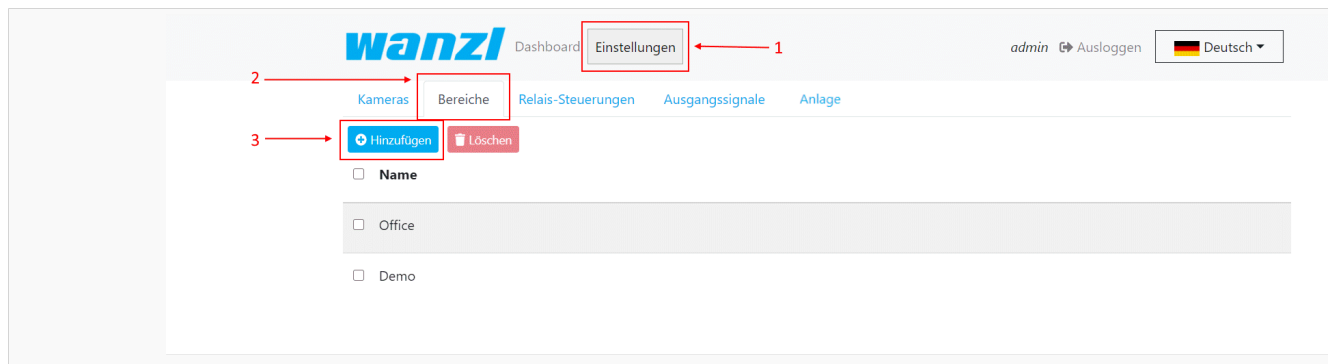 wanzl Dashboard Einstellungen 1 admin Ausloggen Deutsch
2
Kameras Bereiche Relais-Steuerungen Ausgangssignale Anlage
3 Hinzufügen Löschen
Name
Office
Demo